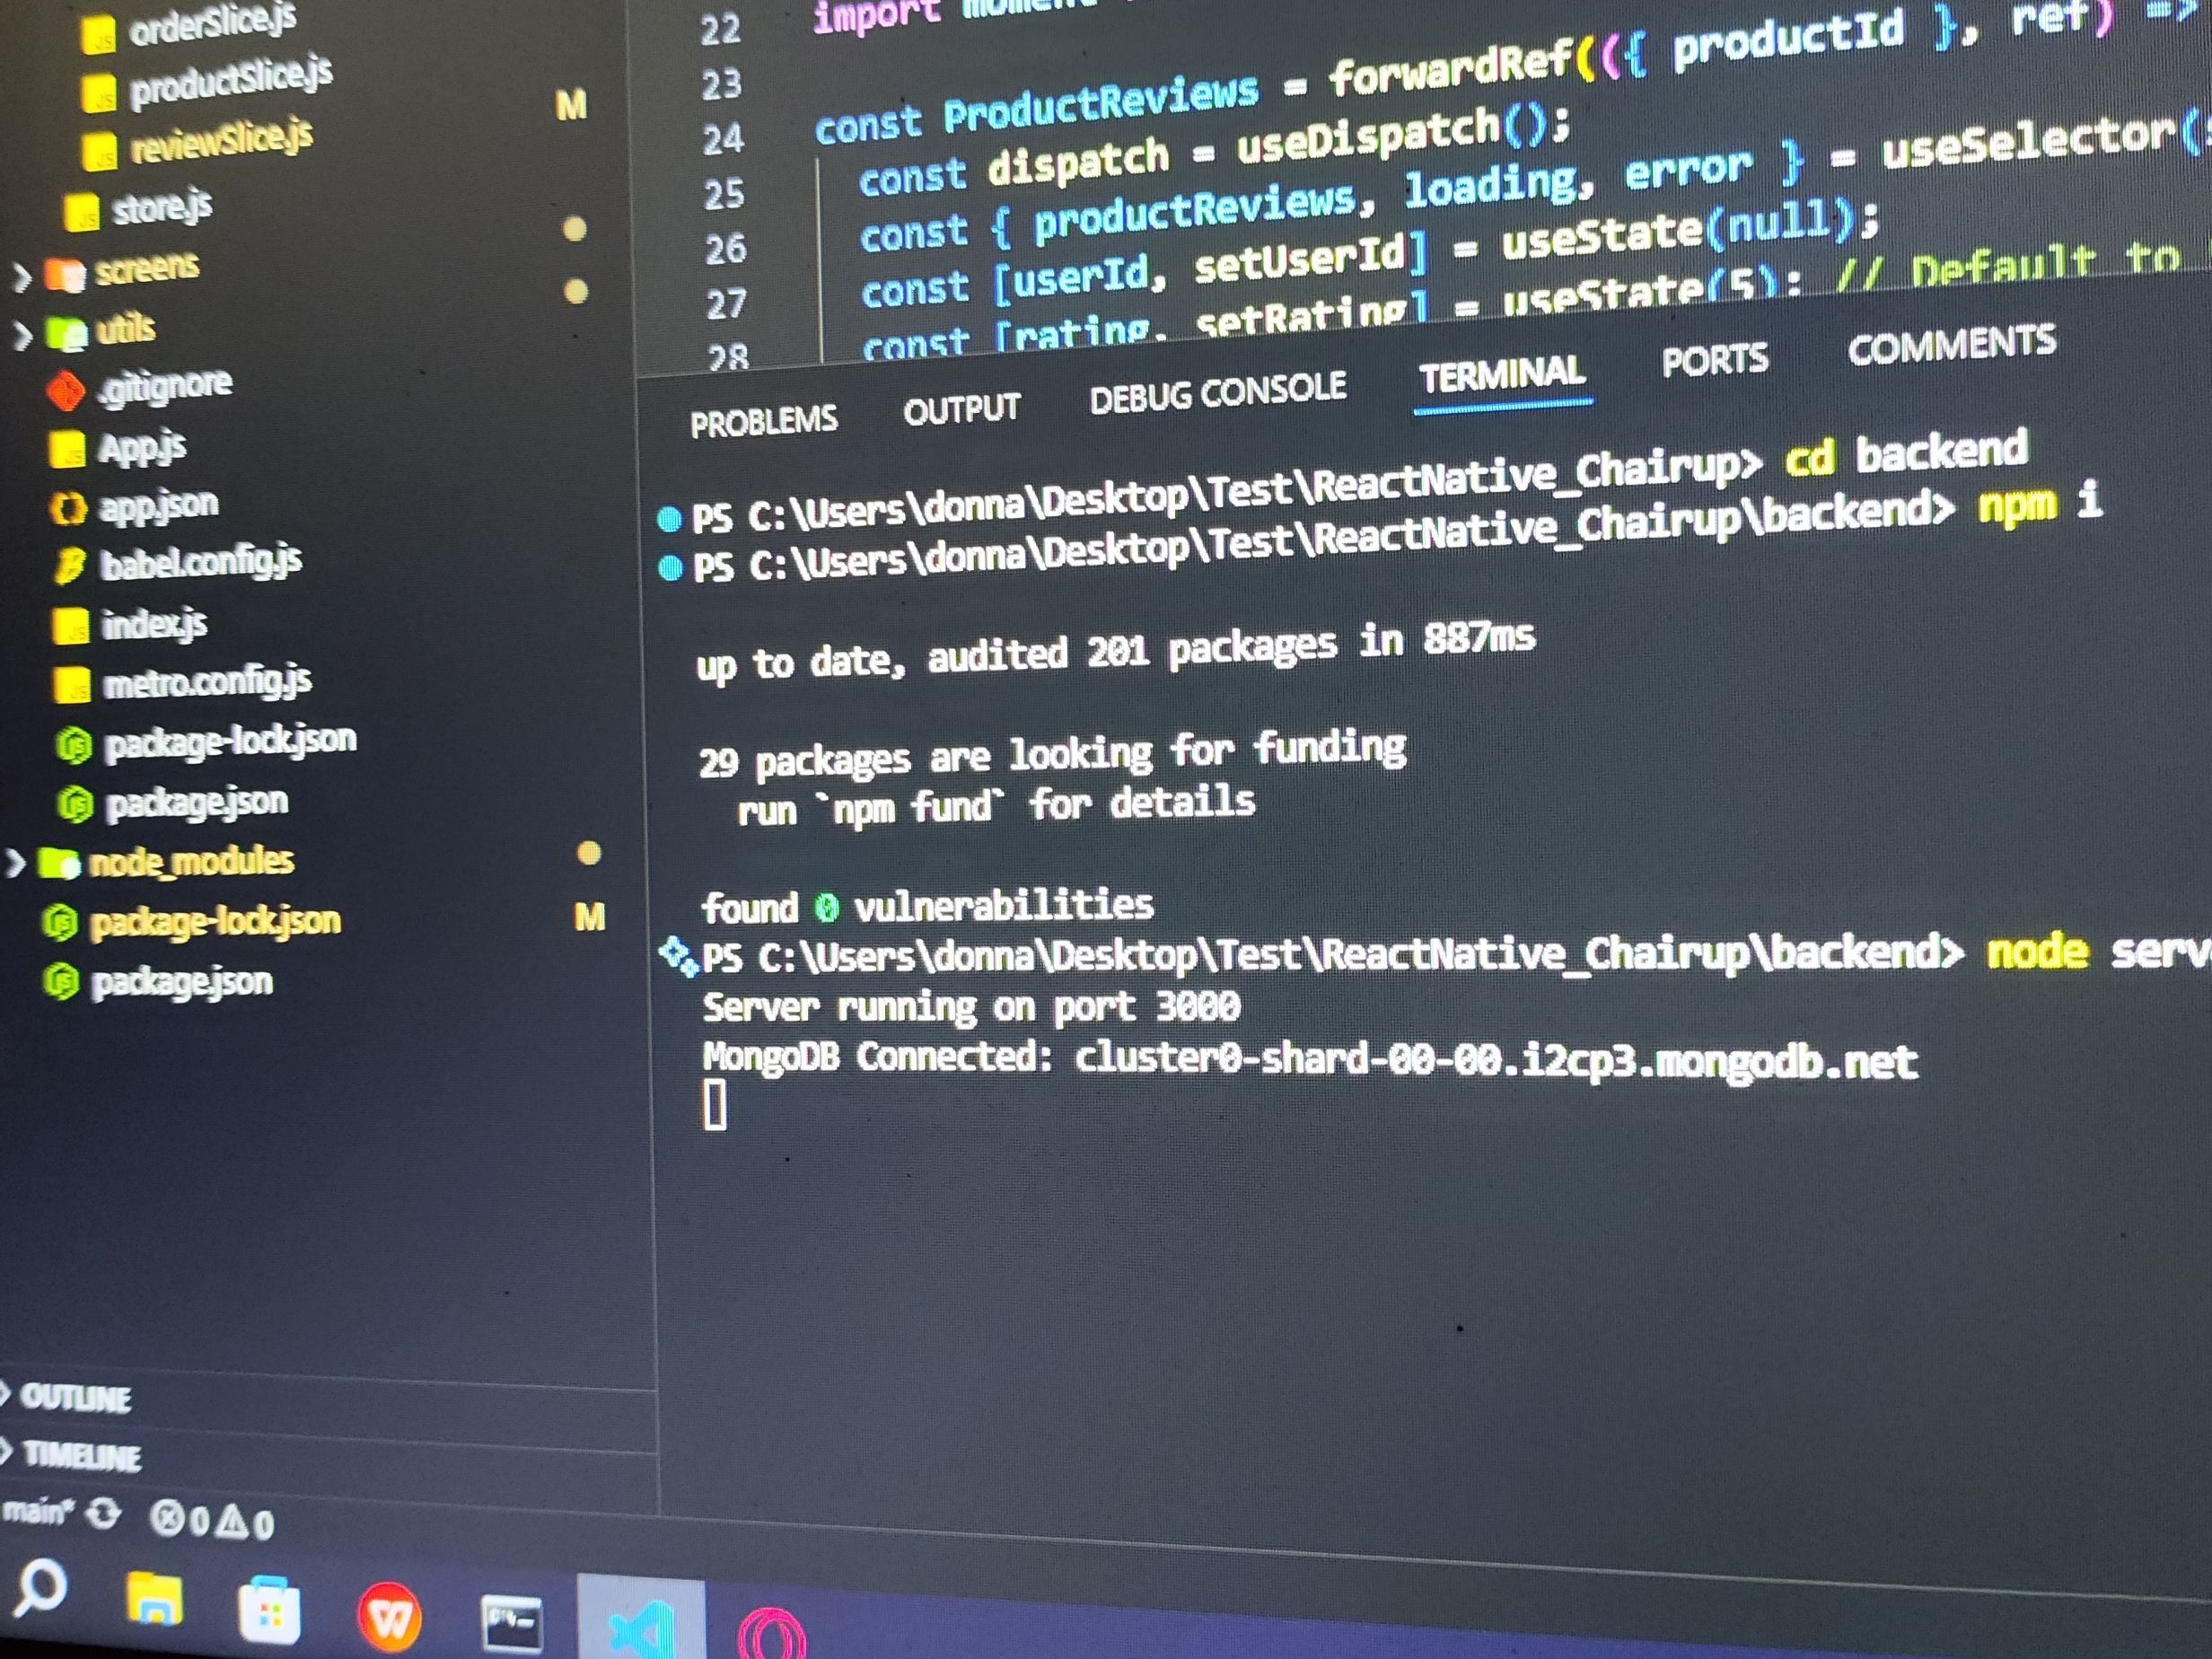 orderSlice.js
productSlice.js
reviewSlice.js M
store.js
screens
utils
.gitignore
App.js
app.json
babel.config.js
index.js
metro.config.js
package-lock.json
package.json
node_modules
package-lock.json M
package.json
OUTLINE
TIMELINE
main* 0 0
22 import
23
24 const ProductReviews = forwardRef(({ productId }, ref) =>
25 const dispatch = useDispatch();
26 const { productReviews, loading, error } = useSelector(
27 const [userId, setUserId] = useState(null);
28 const [rating, setRating] = useState(5); // Default to
PROBLEMS OUTPUT DEBUG CONSOLE TERMINAL PORTS COMMENTS
PS C:\Users\donna\Desktop\Test\ReactNative_Chairup> cd backend
PS C:\Users\donna\Desktop\Test\ReactNative_Chairup\backend> npm i
up to date, audited 201 packages in 887ms
29 packages are looking for funding
run `npm fund` for details
found 0 vulnerabilities
PS C:\Users\donna\Desktop\Test\ReactNative_Chairup\backend> node serv
Server running on port 3000
MongoDB Connected: cluster0-shard-00-00.i2cp3.mongodb.net